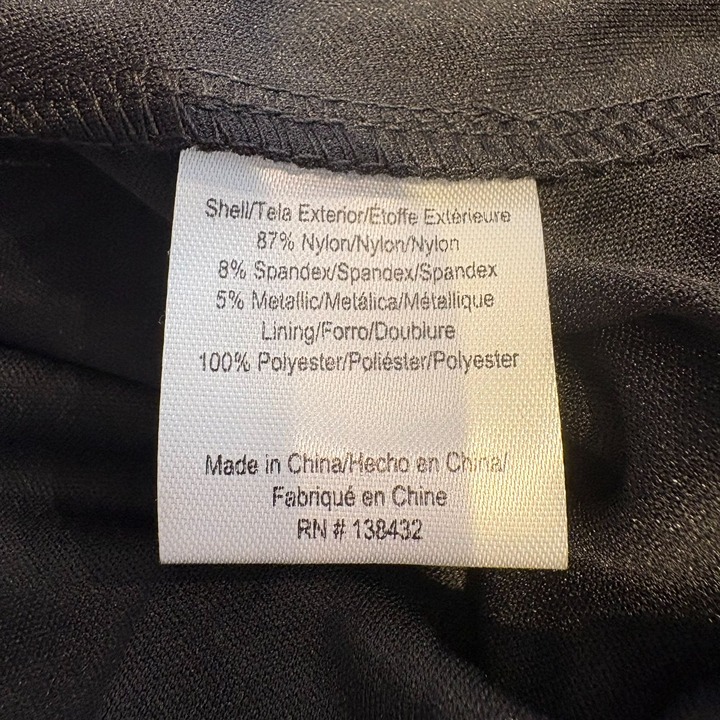 Shell/Tela Exterior/Étoffe Extérieure
87% Nylon/Nylon/Nylon
8% Spandex/Spandex/Spandex
5% Metallic/Metálica/Métallique
Lining/Forro/Doublure
100% Polyester/Poliéster/Polyester
Made in China/Hecho en China/
Fabriqué en Chine
RN # 138432